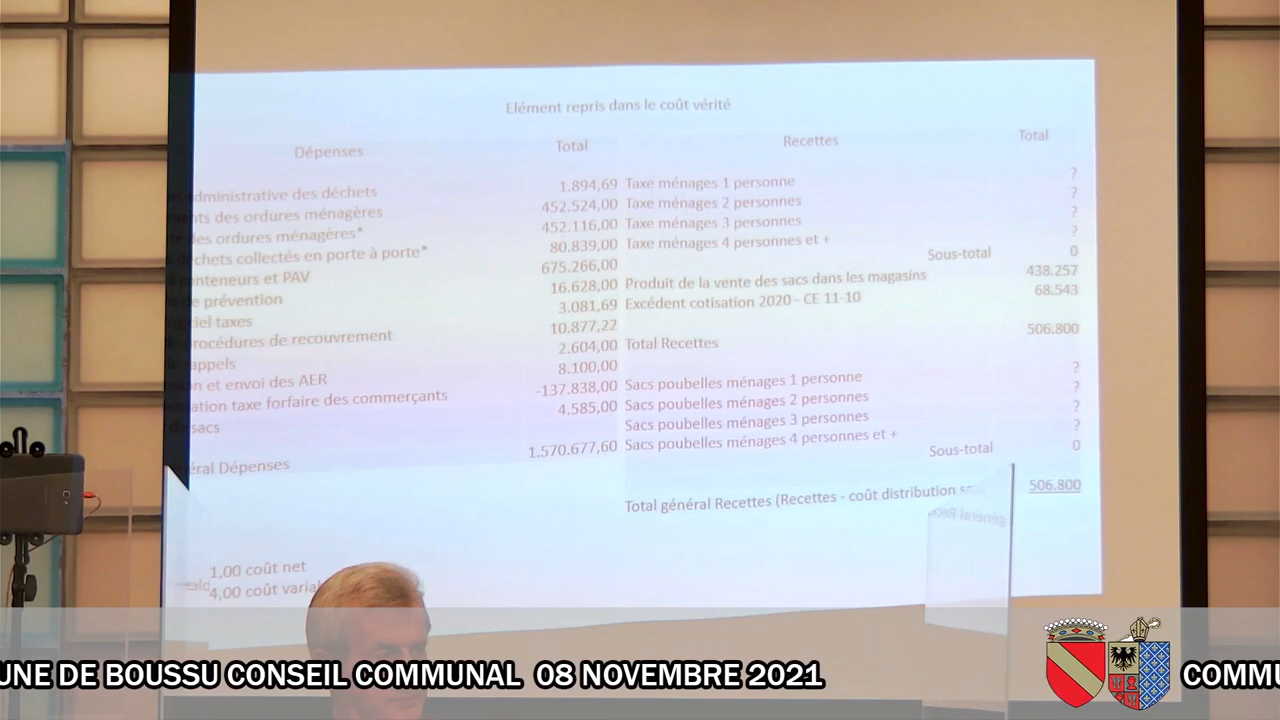 Elément repris dans le coût vérité
Dépenses Total Recettes Total
administrative des déchets 1.894,69 Taxe ménages 1 personne ?
des ordures ménagères 452.524,00 Taxe ménages 2 personnes ?
des ordures ménagères* 452.116,00 Taxe ménages 3 personnes ?
déchets collectés en porte à porte* 80.839,00 Taxe ménages 4 personnes et + ?
Sous-total 0
conteneurs et PAV 675.266,00 Produit de la vente des sacs dans les magasins 438.257
de prévention 16.628,00 Excédent cotisation 2020 - CE 11-10 68.543
taxes 3.081,69
procédures de recouvrement 10.877,22 506.800
2.604,00 Total Recettes
et envoi des AER 8.100,00
taxe forfaire des commerçants -137.838,00 Sacs poubelles ménages 1 personne ?
sacs 4.585,00 Sacs poubelles ménages 2 personnes ?
Sacs poubelles ménages 3 personnes ?
Dépenses 1.570.677,60 Sacs poubelles ménages 4 personnes et + ?
Sous-total 0
Total général Recettes (Recettes - coût distribution 506.800
1,00 coût net
4,00 coût
DE BOUSSU CONSEIL COMMUNAL 08 NOVEMBRE 2021